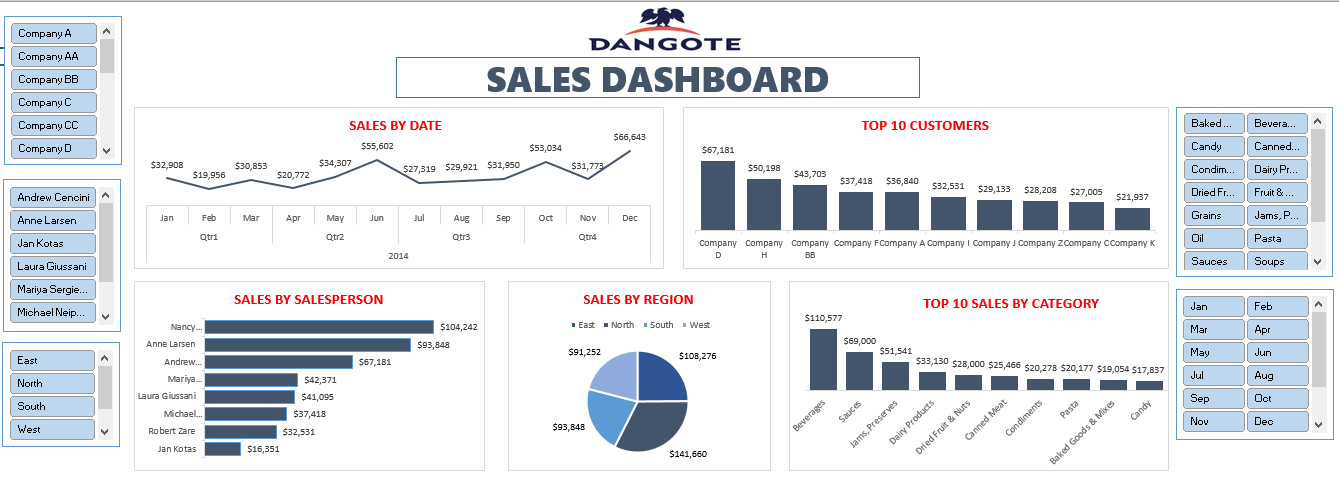 DANGOTE
SALES DASHBOARD
Company A
Company AA
Company BB
Company C
Company CC
Company D
Andrew Cencini
Anne Larsen
Jan Kotas
Laura Giussani
Mariya Sergie...
Michael Neip...
East
North
South
West
SALES BY DATE
$32,908 $19,956 $30,853 $20,772 $34,307 $55,602 $27,319 $29,921 $31,950 $53,034 $31,773 $66,643
Jan Feb Mar Apr May Jun Jul Aug Sep Oct Nov Dec
Qtr1 Qtr2 Qtr3 Qtr4
2014
TOP 10 CUSTOMERS
$67,181 $50,198 $43,703 $37,418 $36,840 $32,531 $29,133 $28,208 $27,005 $21,937
Company Company Company Company F Company A Company I Company J Company Z Company C Company K
D H BB
Baked ... Bevera...
Candy Canned...
Condim... Dairy Pr...
Dried Fr... Fruit & ...
Grains Jams, P...
Oil Pasta
Sauces Soups
SALES BY SALESPERSON
Nancy... $104,242
Anne Larsen $93,848
Andrew... $67,181
Mariya... $42,371
Laura Giussani $41,095
Michael... $37,418
Robert Zare $32,531
Jan Kotas $16,351
SALES BY REGION
East North South West
$91,252 $108,276
$93,848
$141,660
TOP 10 SALES BY CATEGORY
$110,577 $69,000 $51,541 $33,130 $28,000 $25,466 $20,278 $20,177 $19,054 $17,837
Beverages
Sauces
Jams, Preserves
Dairy Products
Dried Fruit & Nuts
Canned Meat
Condiments
Pasta
Baked Goods & Mixes
Candy
Jan Feb
Mar Apr
May Jun
Jul Aug
Sep Oct
Nov Dec